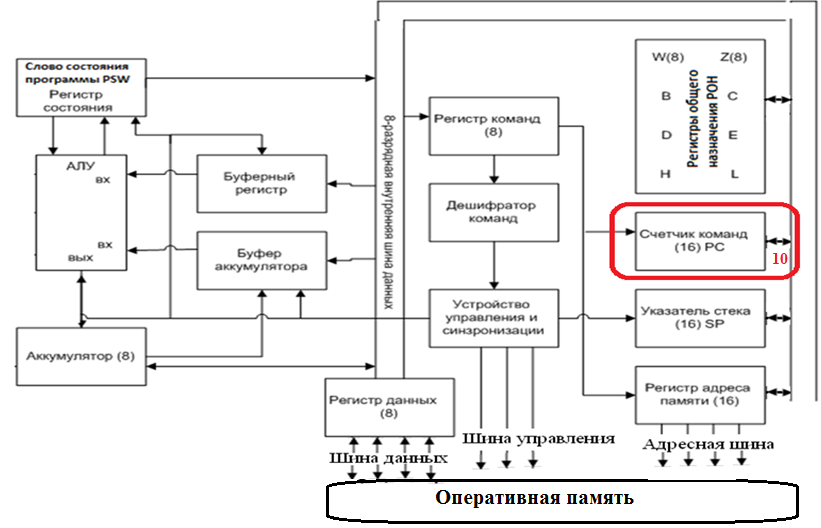 Слово состояния
программы PSW
Регистр
состояния
АЛУ
вх
вх
вых
Буферный
регистр
Буфер
аккумулятора
Аккумулятор (8)
8-разрядная внутренняя шина данных
Регистр команд
(8)
Дешифратор
команд
Устройство
управления и
синхронизации
Регистр данных
(8)
W(8) Z(8)
B C
D E
H L
Регистры общего
назначения РОН
Счетчик команд
(16) PC
10
Указатель стека
(16) SP
Регистр адреса
памяти (16)
Шина данных
Шина управления
Адресная шина
Оперативная память